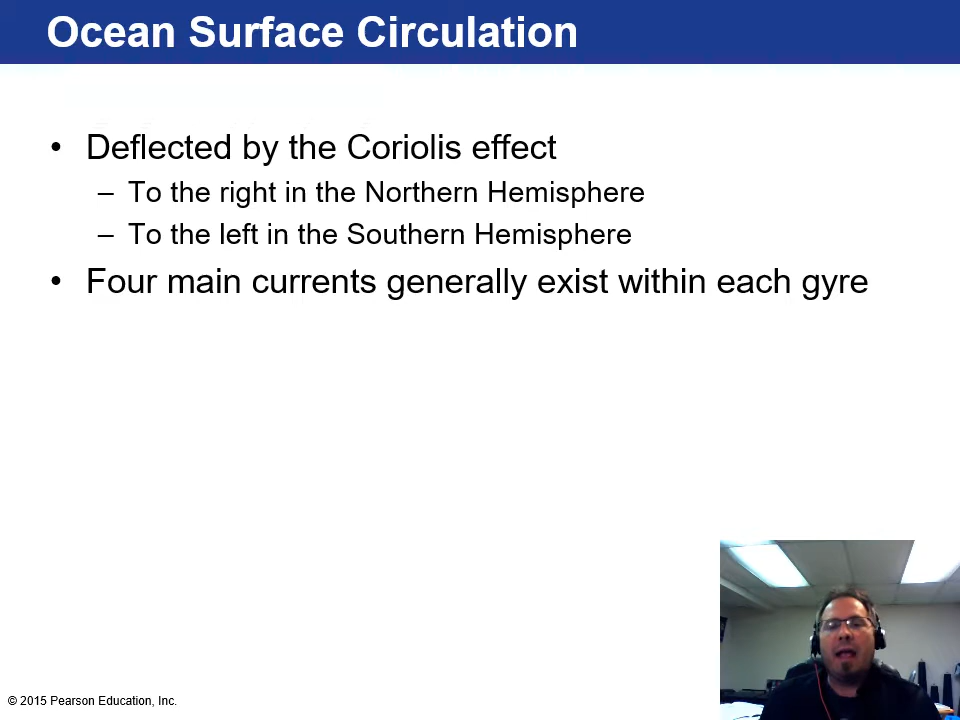 Ocean Surface Circulation
• Deflected by the Coriolis effect
– To the right in the Northern Hemisphere
– To the left in the Southern Hemisphere
• Four main currents generally exist within each gyre
© 2015 Pearson Education, Inc.